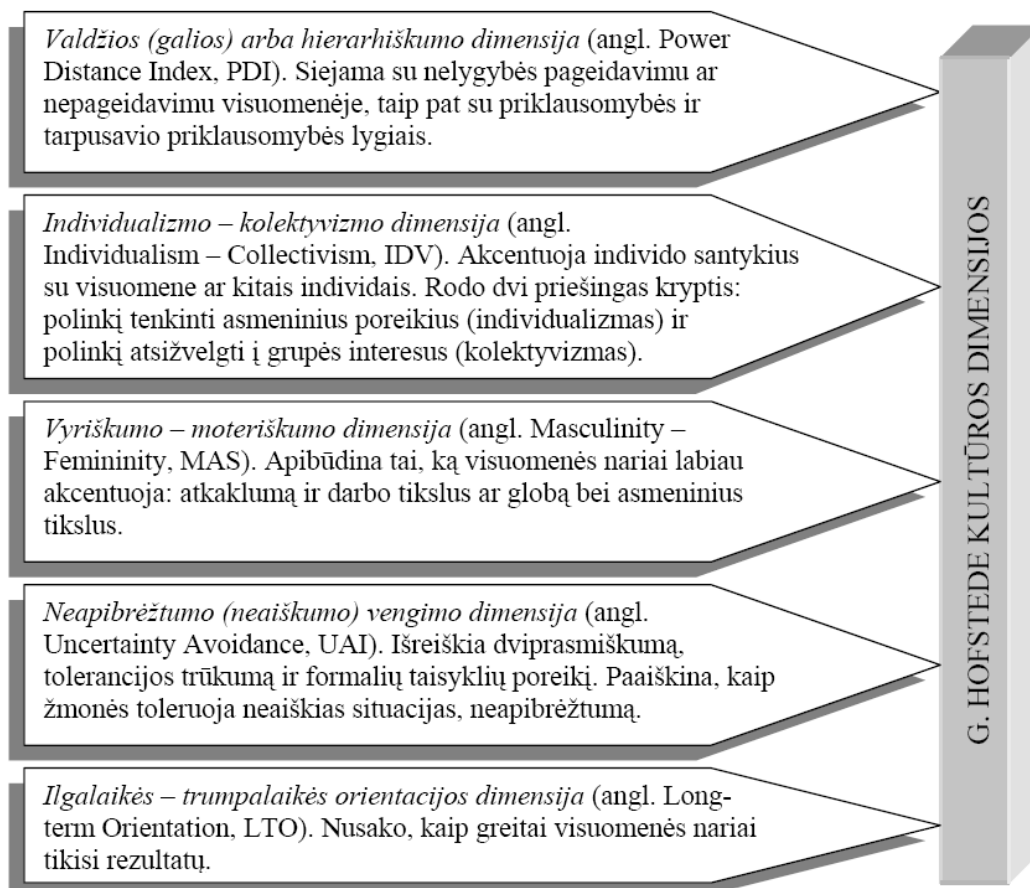 Valdžios (galios) arba hierarhiškumo dimensija (angl. Power
Distance Index, PDI). Siejama su nelygybės pageidavimu ar
nepageidavimu visuomenėje, taip pat su priklausomybės ir
tarpusavio priklausomybės lygiais.
Individualizmo – kolektyvizmo dimensija (angl.
Individualism – Collectivism, IDV). Akcentuoja individo santykius
su visuomene ar kitais individais. Rodo dvi priešingas kryptis:
polinkį tenkinti asmeninius poreikius (individualizmas) ir
polinkį atsižvelgti į grupės interesus (kolektyvizmas).
Vyriškumo – moteriškumo dimensija (angl. Masculinity –
Femininity, MAS). Apibūdina tai, ką visuomenės nariai labiau
akcentuoja: atkaklumą ir darbo tikslus ar globą bei asmeninius
tikslus.
Neapibrėžtumo (neaiškumo) vengimo dimensija (angl.
Uncertainty Avoidance, UAI). Išreiškia dviprasmiškumą,
tolerancijos trūkumą ir formalių taisyklių poreikį. Paaiškina, kaip
žmonės toleruoja neaiškias situacijas, neapibrėžtumą.
Ilgalaikės – trumpalaikės orientacijos dimensija (angl. Long-
term Orientation, LTO). Nusako, kaip greitai visuomenės nariai
tikisi rezultatų.
G. HOFSTEDE KULTŪROS DIMENSIJOS